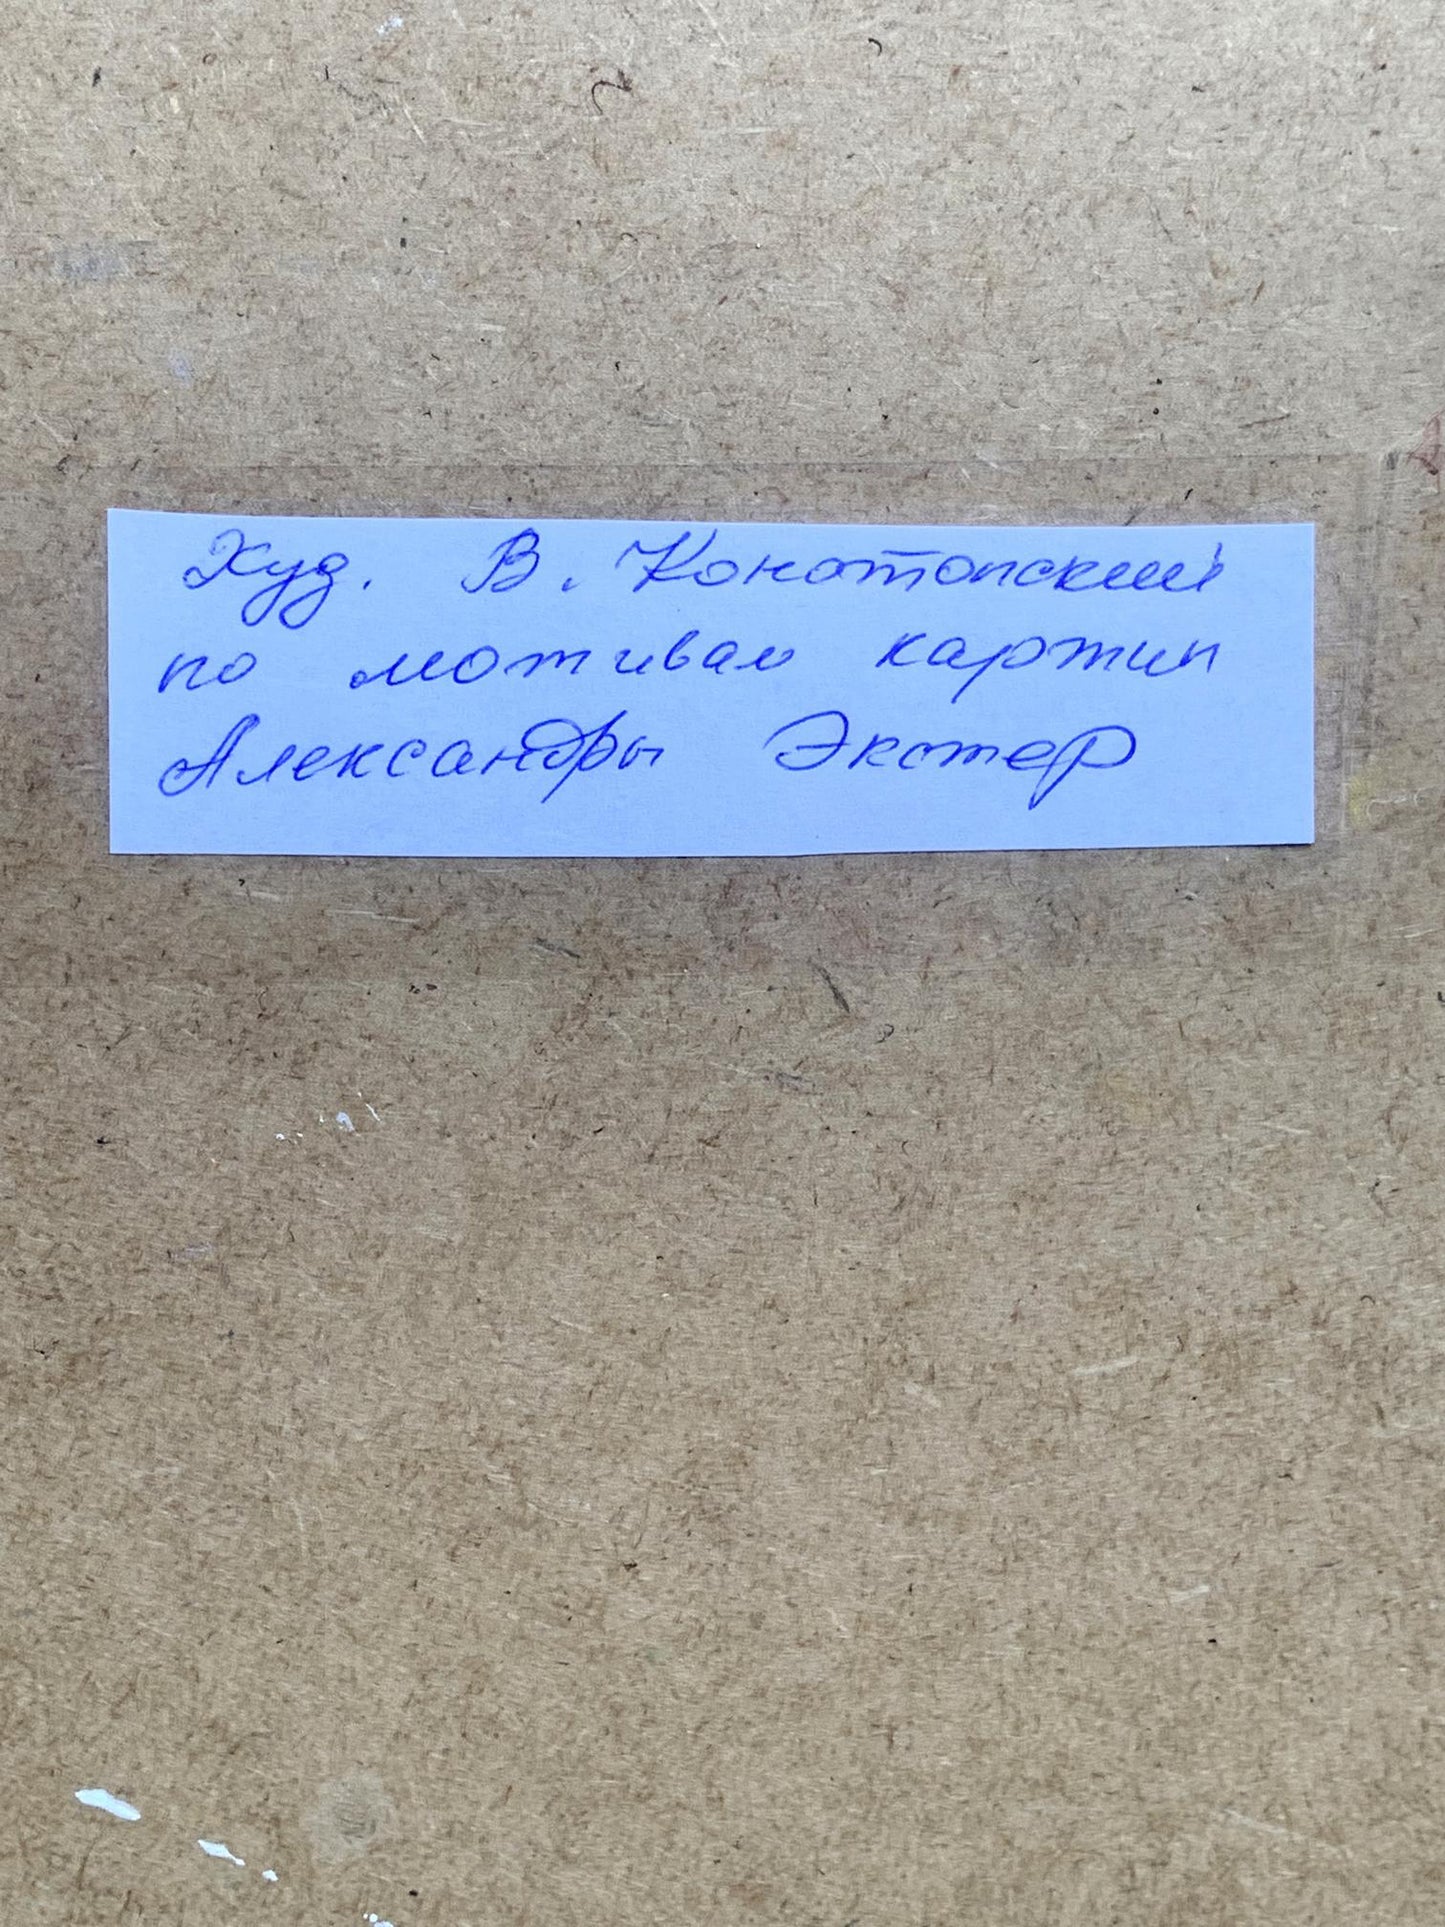 Худ. В. Конотопский
по мотивам картин
Александры Экстер